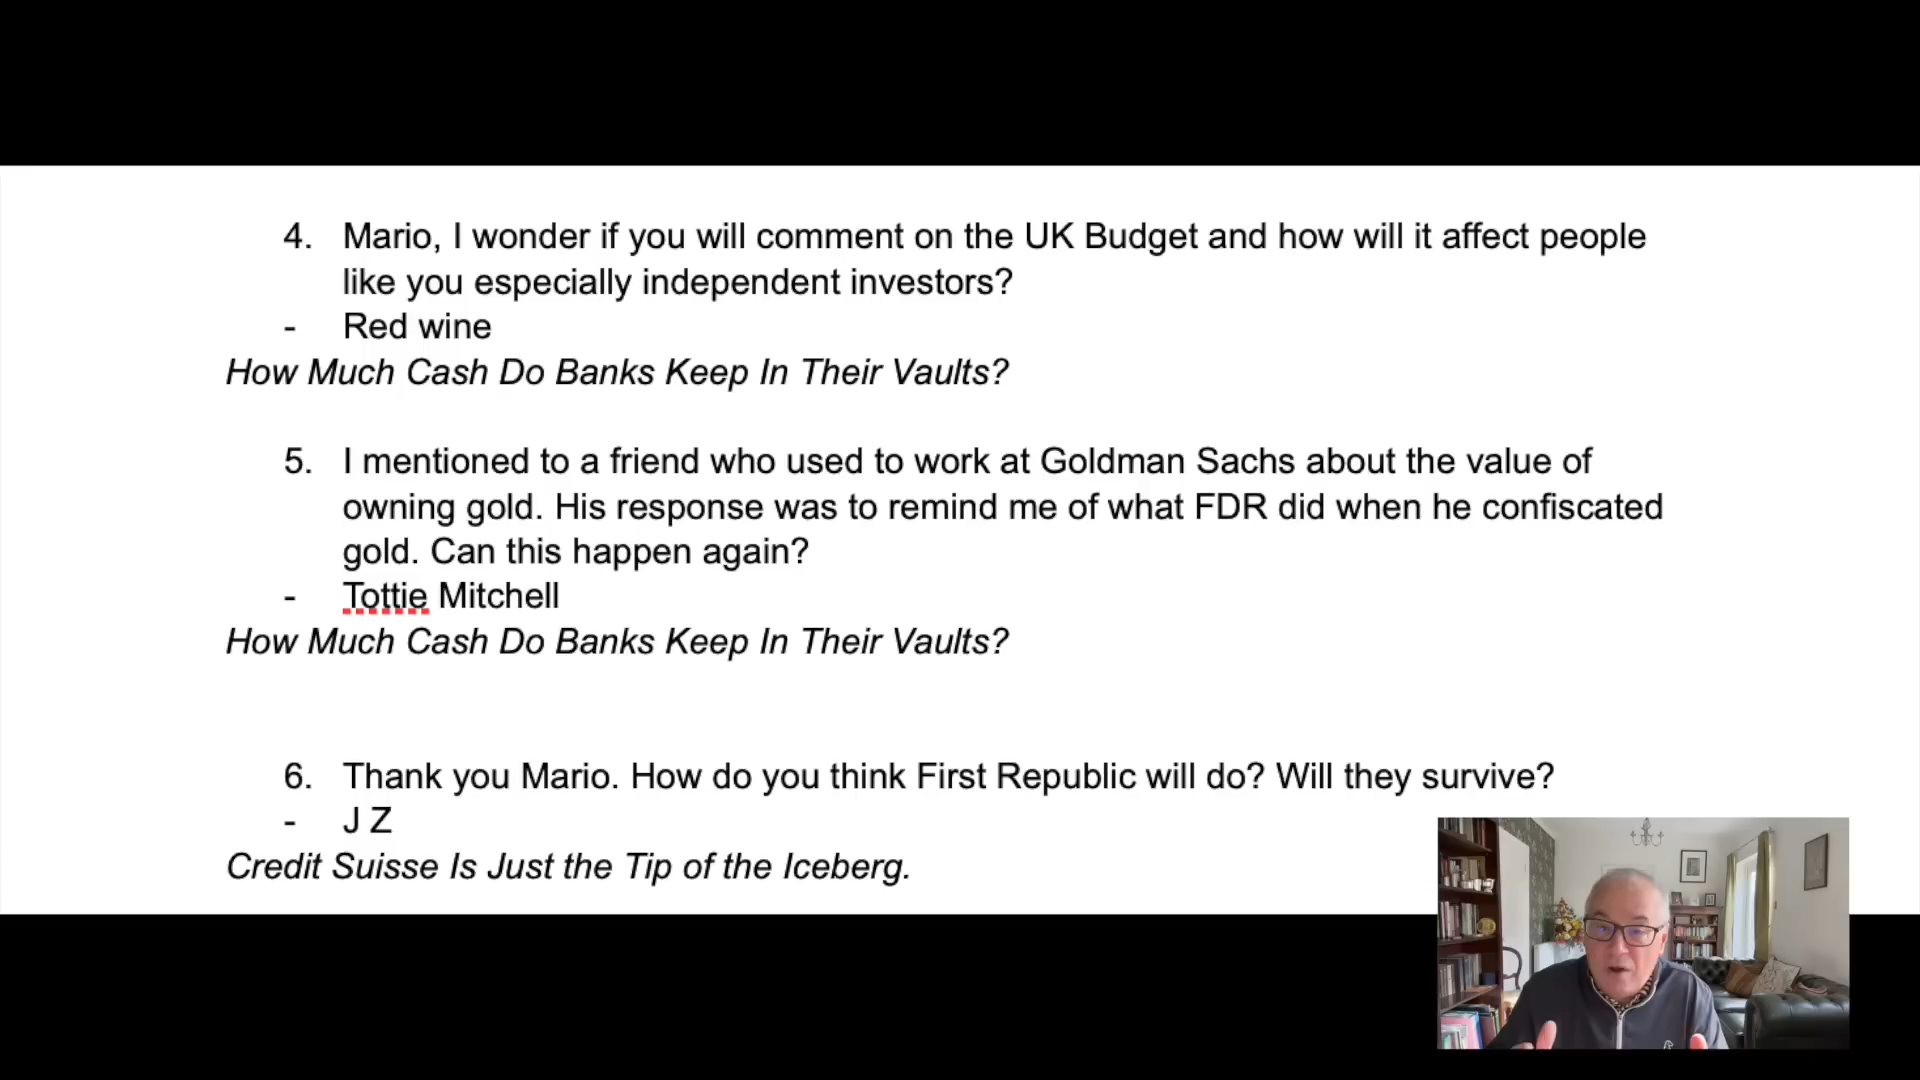 4. Mario, I wonder if you will comment on the UK Budget and how will it affect people
like you especially independent investors?
- Red wine
How Much Cash Do Banks Keep In Their Vaults?
5. I mentioned to a friend who used to work at Goldman Sachs about the value of
owning gold. His response was to remind me of what FDR did when he confiscated
gold. Can this happen again?
- Tottie Mitchell
How Much Cash Do Banks Keep In Their Vaults?
6. Thank you Mario. How do you think First Republic will do? Will they survive?
- J Z
Credit Suisse Is Just the Tip of the Iceberg.